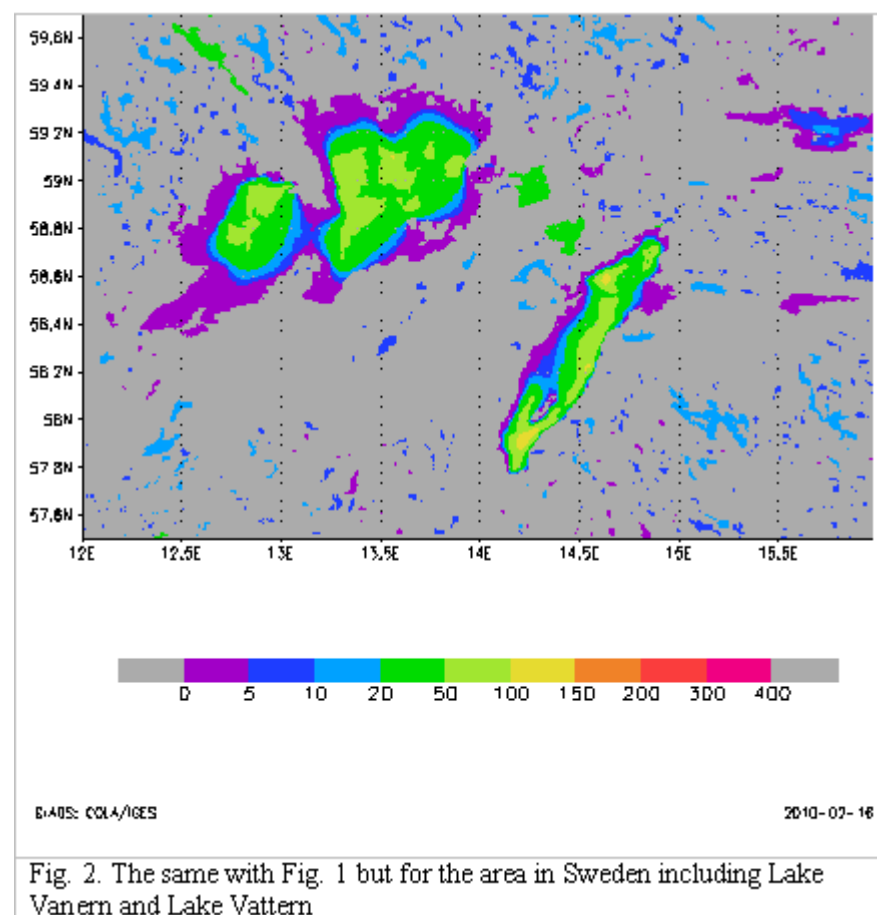 59.6N
59.4N
59.2N
59N
58.8N
58.6N
58.4N
58.2N
58N
57.8N
57.6N
12E 12.5E 13E 13.5E 14E 14.5E 15E 15.5E
0 5 10 20 50 100 150 200 300 400
GrADS: COLA/IGES 2010-02-16
Fig. 2. The same with Fig. 1 but for the area in Sweden including Lake
Vanern and Lake Vattern